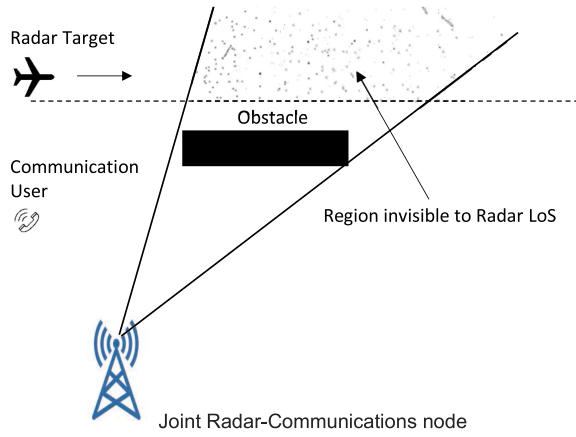 Radar Target
Obstacle
Communication
User
Region invisible to Radar LoS
Joint Radar-Communications node